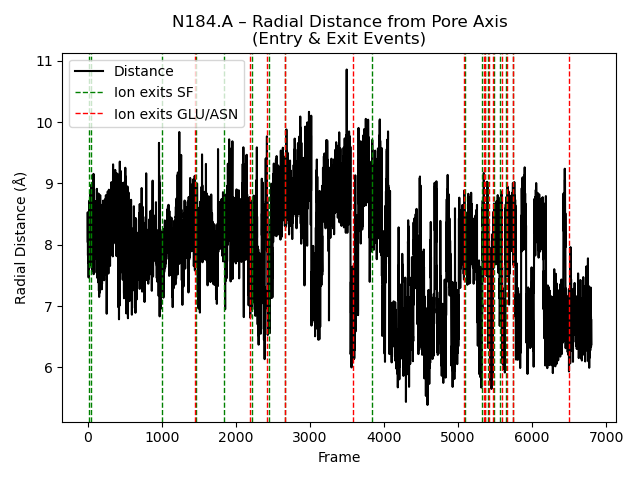 N184.A – Radial Distance from Pore Axis
(Entry & Exit Events)
Distance
Ion exits SF
Ion exits GLU/ASN
Radial Distance (Å)
11
10
9
8
7
6
0 1000 2000 3000 4000 5000 6000 7000
Frame